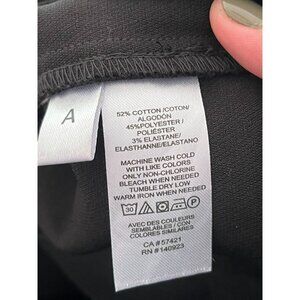 A
52% COTTON /COTON/
ALGODÓN
45%POLYESTER /
POLIÉSTER
3% ELASTANE/
ELASTHANNE/ELASTANO
MACHINE WASH COLD
WITH LIKE COLORS
ONLY NON-CHLORINE
BLEACH WHEN NEEDED
TUMBLE DRY LOW
WARM IRON WHEN NEEDED
30
AVEC DES COULEURS
SEMBLABLES / CON
COLORES SIMILARES
CA # 57421
RN # 140923